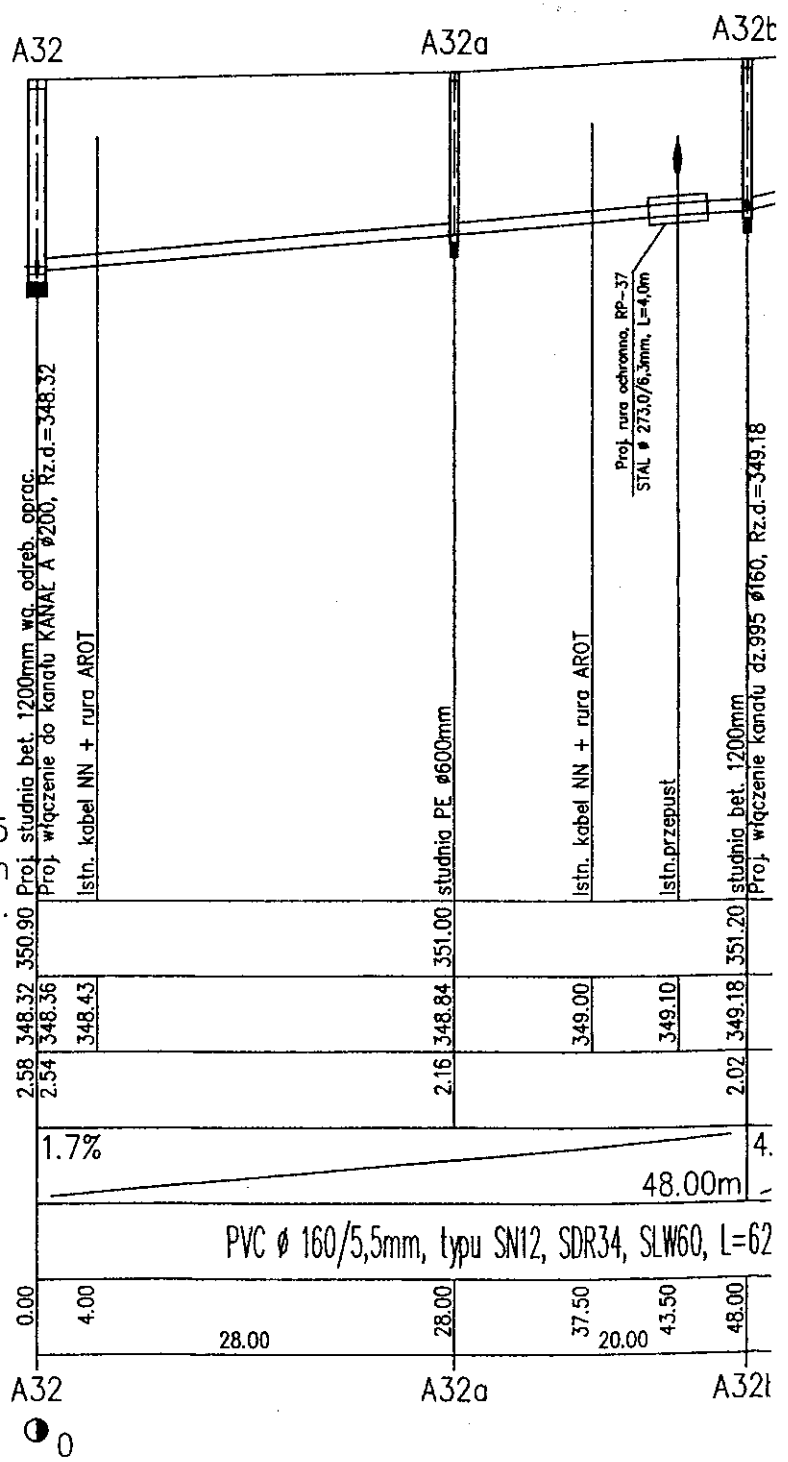 A32
A32a
A32b
Proj. rura ochronna, RP-37
STAL ø 273,0/6,3mm, L=4,0m
Proj. studnia bet. 1200mm wg. odręb. oprac.
Proj. włączenie do kanału KANAŁ A ø200, Rz.d.=348.32
Istn. kabel NN + rura AROT
studnia PE ø600mm
Istn. kabel NN + rura AROT
Istn.przepust
studnia bet. 1200mm
Proj. włączenie kanału dz.995 ø160, Rz.d.=349.18
350.90
351.00
351.20
348.32
348.36
348.43
348.84
349.00
349.10
349.18
2.58
2.54
2.16
2.02
1.7%
48.00m
4.
PVC ø 160/5,5mm, typu SN12, SDR34, SLW60, L=62
0.00
4.00
28.00
37.50
43.50
48.00
28.00
20.00
A32
A32a
A32b
0